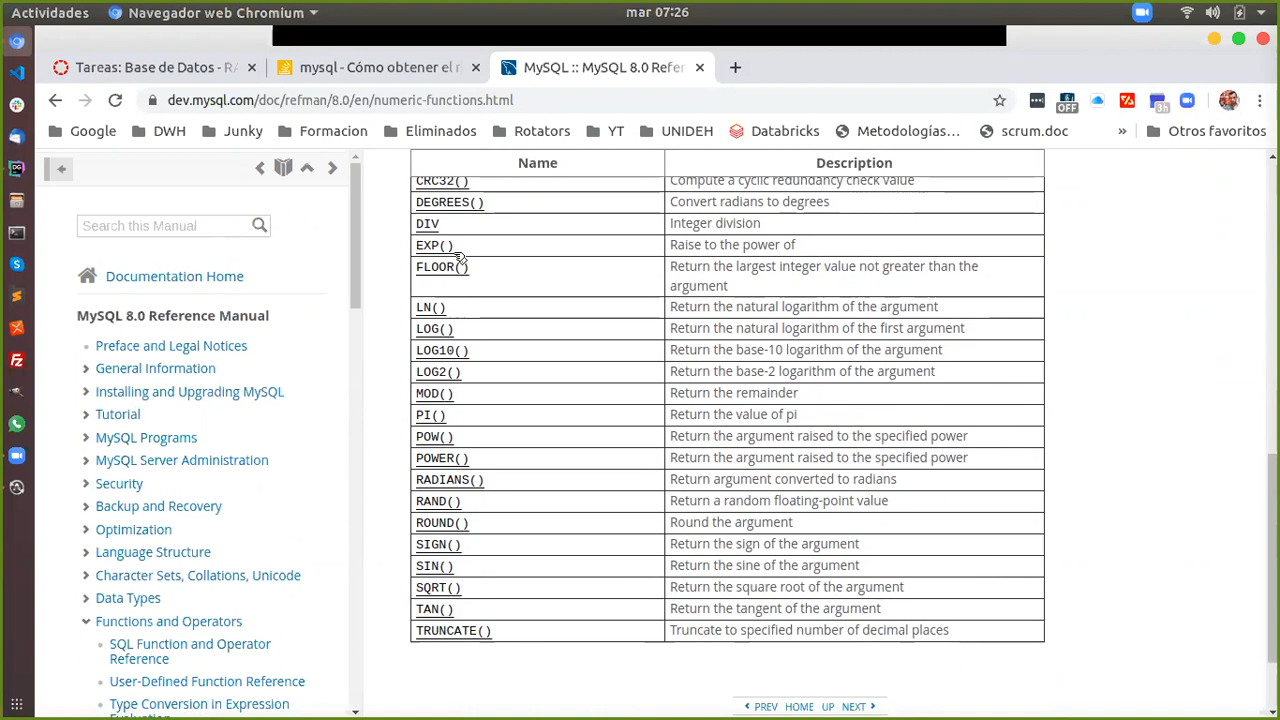 Actividades Navegador web Chromium mar 07:26
Tareas: Base de Datos - RA mysql - Cómo obtener el r MySQL :: MySQL 8.0 Refer
dev.mysql.com/doc/refman/8.0/en/numeric-functions.html OFF 3h
Google DWH Junky Formacion Eliminados Rotators YT UNIDEH Databricks Metodologías... scrum.doc » Otros favoritos
Search this Manual
Documentation Home
MySQL 8.0 Reference Manual
Preface and Legal Notices
General Information
Installing and Upgrading MySQL
Tutorial
MySQL Programs
MySQL Server Administration
Security
Backup and Recovery
Optimization
Language Structure
Character Sets, Collations, Unicode
Data Types
Functions and Operators
SQL Function and Operator
Reference
User-Defined Function Reference
Type Conversion in Expression
Evaluation
Name Description
CRC32() Compute a cyclic redundancy check value
DEGREES() Convert radians to degrees
DIV Integer division
EXP() Raise to the power of
FLOOR() Return the largest integer value not greater than the
argument
LN() Return the natural logarithm of the argument
LOG() Return the natural logarithm of the first argument
LOG10() Return the base-10 logarithm of the argument
LOG2() Return the base-2 logarithm of the argument
MOD() Return the remainder
PI() Return the value of pi
POW() Return the argument raised to the specified power
POWER() Return the argument raised to the specified power
RADIANS() Return argument converted to radians
RAND() Return a random floating-point value
ROUND() Round the argument
SIGN() Return the sign of the argument
SIN() Return the sine of the argument
SQRT() Return the square root of the argument
TAN() Return the tangent of the argument
TRUNCATE() Truncate to specified number of decimal places
PREV HOME UP NEXT